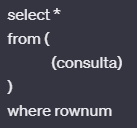 select *
from (
(consulta)
)
where rownum